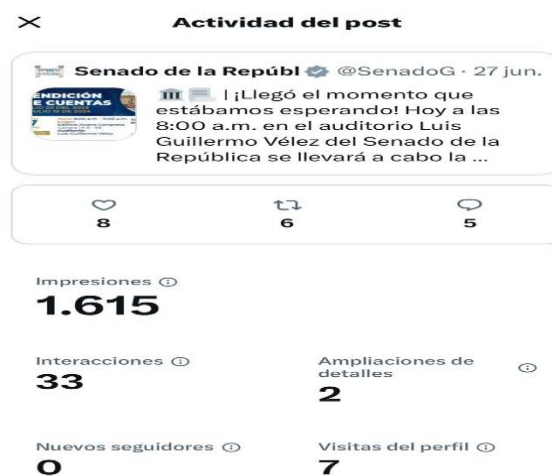 Actividad del post
Senado de la Repúbl @SenadoG · 27 jun.
| ¡Llegó el momento que
estábamos esperando! Hoy a las
8:00 a.m. en el auditorio Luis
Guillermo Vélez del Senado de la
República se llevará a cabo la ...
ENDICIÓN
E CUENTAS
8
6
5
Impresiones
1.615
Interacciones
33
Ampliaciones de
detalles
2
Nuevos seguidores
0
Visitas del perfil
7